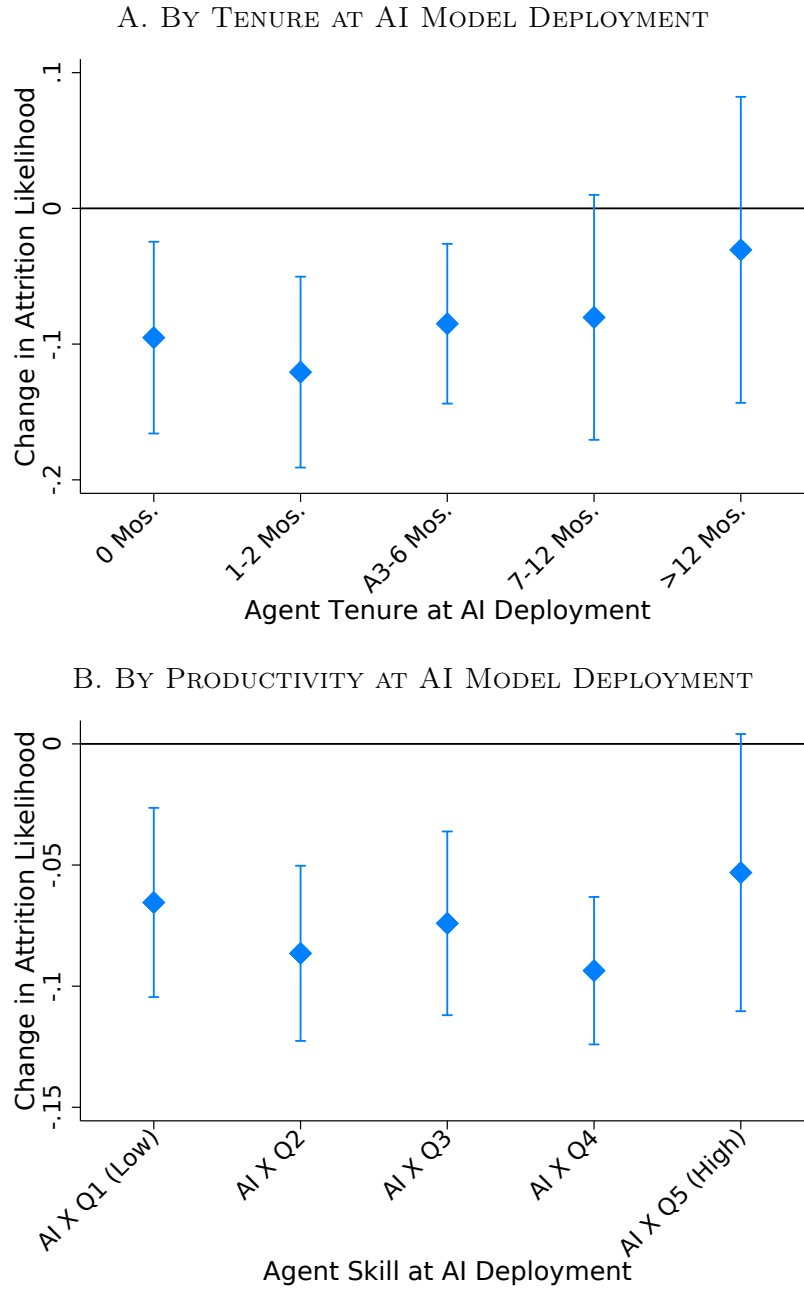 A. By Tenure at AI Model Deployment
Change in Attrition Likelihood
.1
0
-.1
-.2
0 Mos.
1-2 Mos.
A3-6 Mos.
7-12 Mos.
>12 Mos.
Agent Tenure at AI Deployment
B. By Productivity at AI Model Deployment
Change in Attrition Likelihood
0
-.05
-.1
-.15
AI X Q1 (Low)
AI X Q2
AI X Q3
AI X Q4
AI X Q5 (High)
Agent Skill at AI Deployment